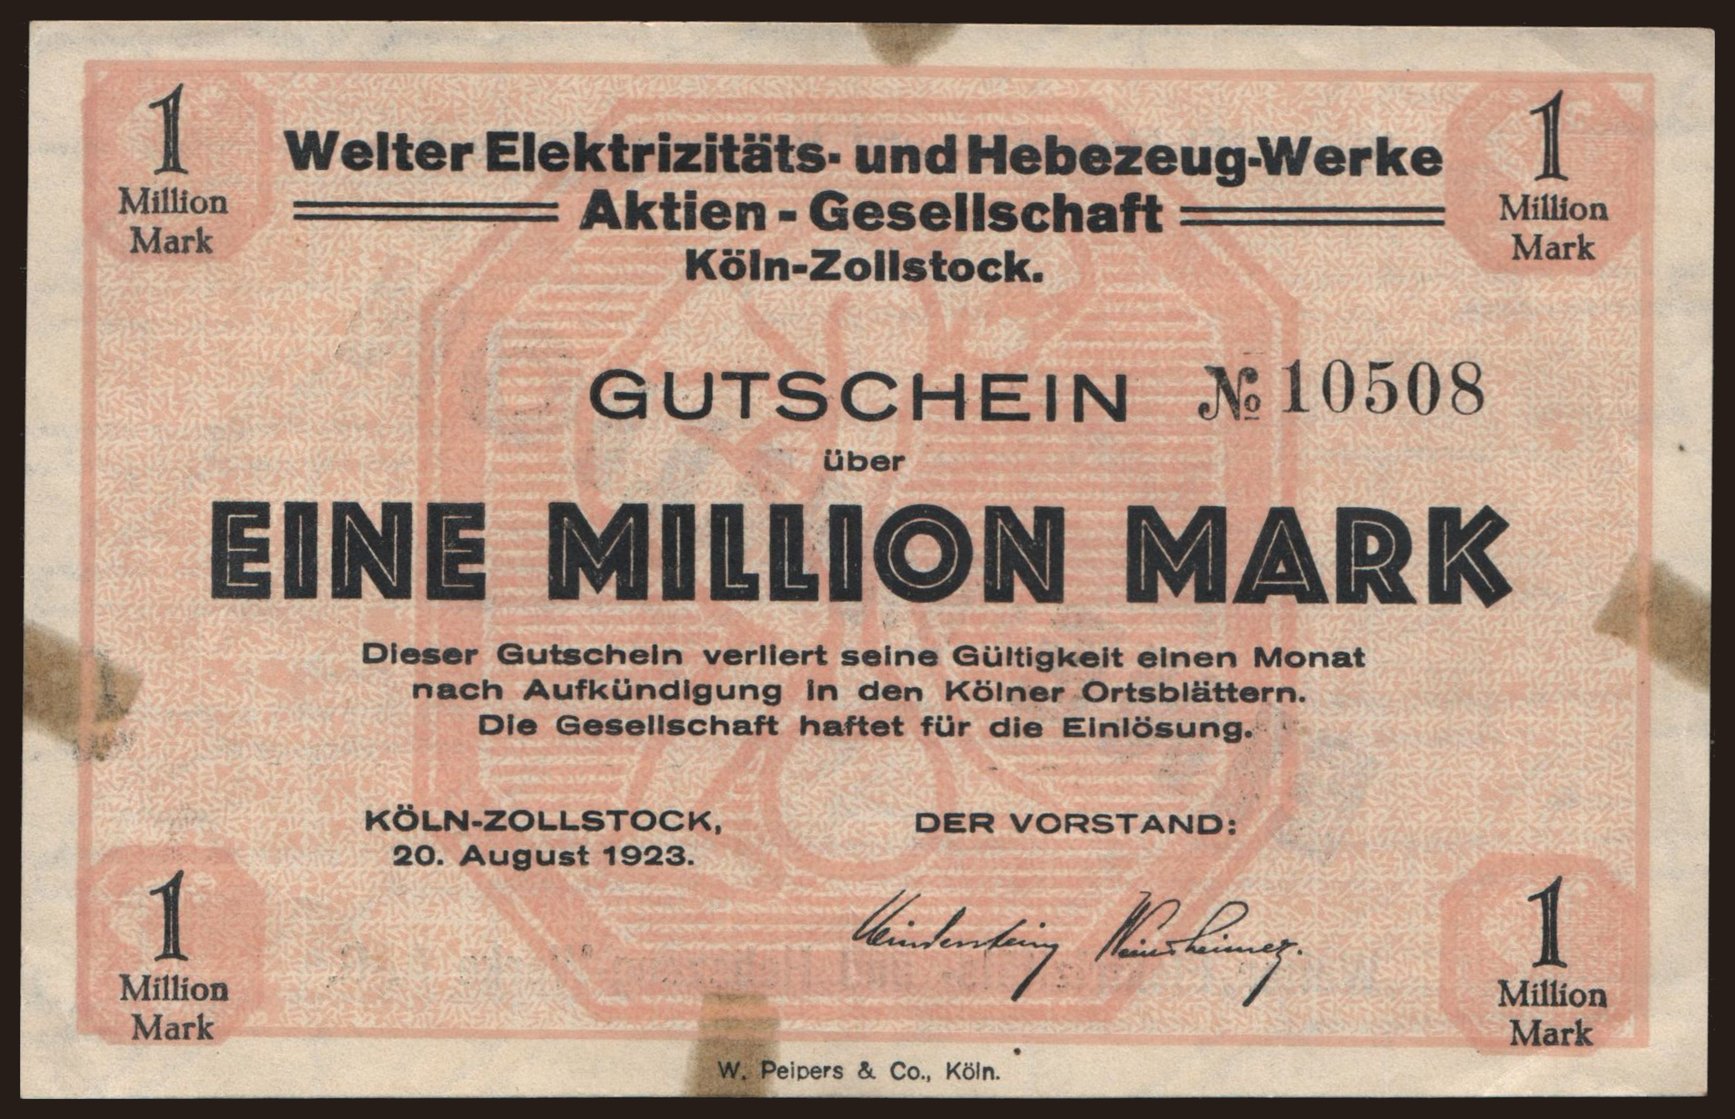 1 Million Mark
1 Million Mark
Welter Elektrizitäts- und Hebezeug-Werke
Aktien-Gesellschaft
Köln-Zollstock.
GUTSCHEIN № 10508
über
EINE MILLION MARK
Dieser Gutschein verliert seine Gültigkeit einen Monat
nach Aufkündigung in den Kölner Ortsblättern.
Die Gesellschaft haftet für die Einlösung.
KÖLN-ZOLLSTOCK,
20. August 1923.
DER VORSTAND:
1 Million Mark
1 Million Mark
W. Peipers & Co., Köln.